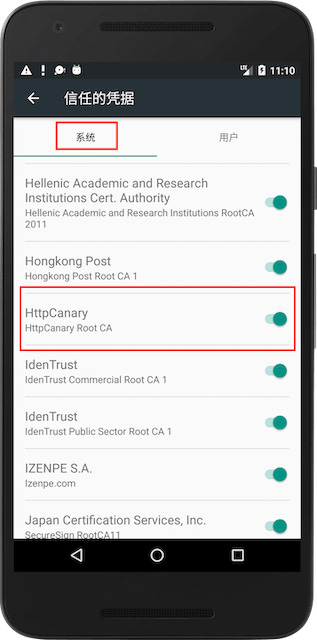 11:10
信任的凭据
系统
用户
Hellenic Academic and Research
Institutions Cert. Authority
Hellenic Academic and Research Institutions RootCA
2011
Hongkong Post
Hongkong Post Root CA 1
HttpCanary
HttpCanary Root CA
IdenTrust
IdenTrust Commercial Root CA 1
IdenTrust
IdenTrust Public Sector Root CA 1
IZENPE S.A.
Izenpe.com
Japan Certification Services, Inc.
SecureSign RootCA11